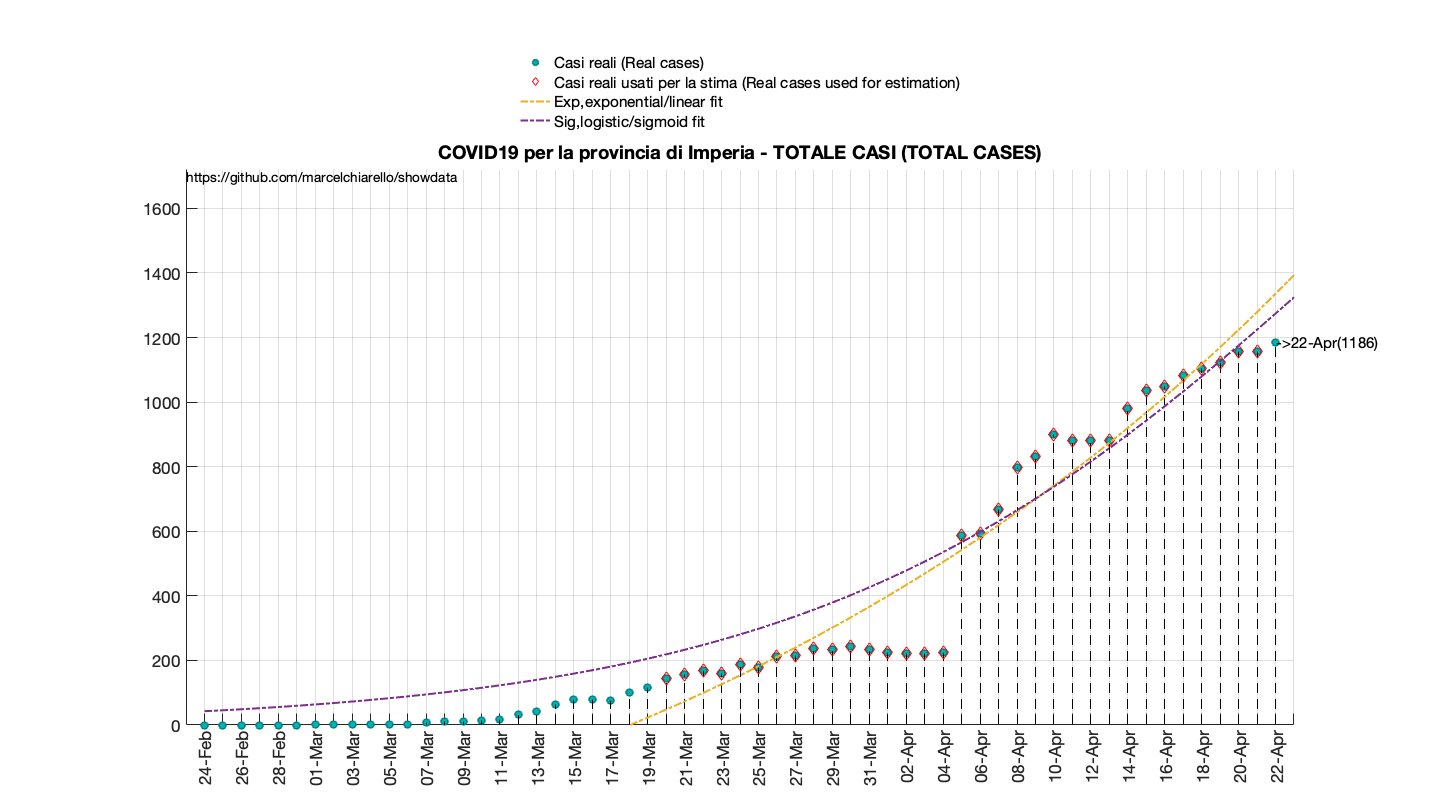 Casi reali (Real cases)
Casi reali usati per la stima (Real cases used for estimation)
Exp,exponential/linear fit
Sig,logistic/sigmoid fit
COVID19 per la provincia di Imperia - TOTALE CASI (TOTAL CASES)
https://github.com/marcelchiarello/showdata
1600
1400
1200
->22-Apr(1186)
1000
800
600
400
200
0
24-Feb
26-Feb
28-Feb
01-Mar
03-Mar
05-Mar
07-Mar
09-Mar
11-Mar
13-Mar
15-Mar
17-Mar
19-Mar
21-Mar
23-Mar
25-Mar
27-Mar
29-Mar
31-Mar
02-Apr
04-Apr
06-Apr
08-Apr
10-Apr
12-Apr
14-Apr
16-Apr
18-Apr
20-Apr
22-Apr